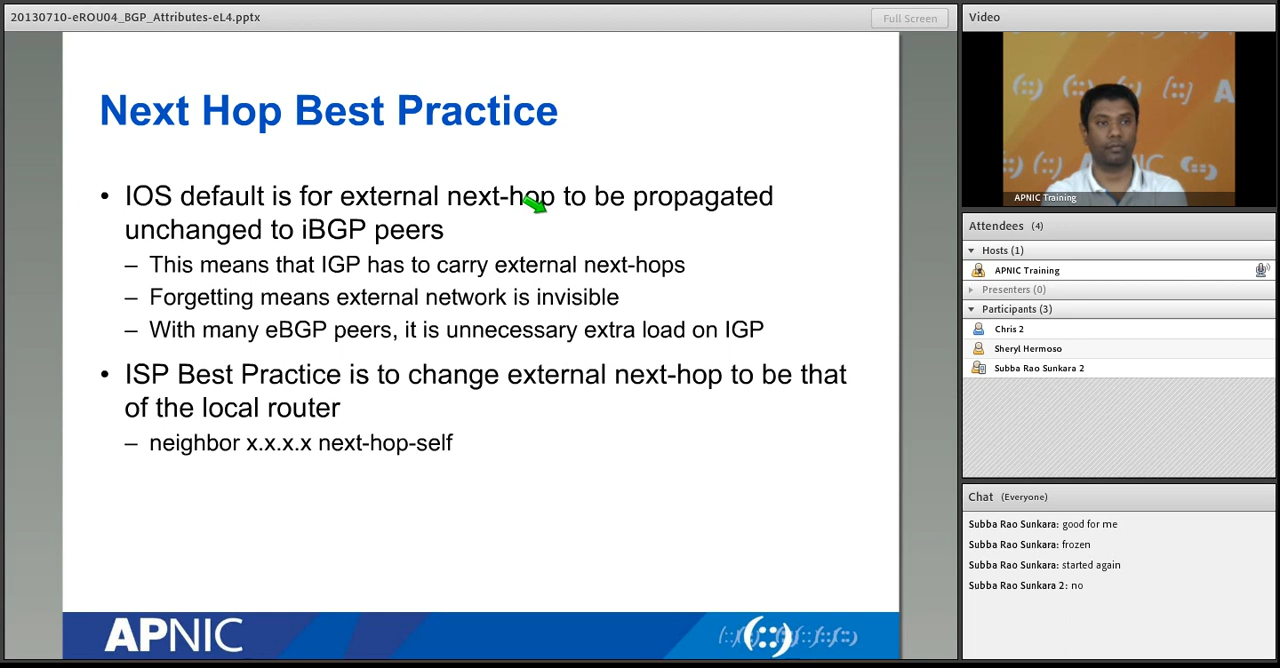 20130710-eROU04_BGP_Attributes-eL4.pptx
Full Screen
Next Hop Best Practice
• IOS default is for external next-hop to be propagated
unchanged to iBGP peers
– This means that IGP has to carry external next-hops
– Forgetting means external network is invisible
– With many eBGP peers, it is unnecessary extra load on IGP
• ISP Best Practice is to change external next-hop to be that
of the local router
– neighbor x.x.x.x next-hop-self
APNIC
(::)
Video
(::)
[::]
A
APNIC
APNIC Training
Attendees (4)
Hosts (1)
APNIC Training
Presenters (0)
Participants (3)
Chris 2
Sheryl Hermoso
Subba Rao Sunkara 2
Chat (Everyone)
Subba Rao Sunkara: good for me
Subba Rao Sunkara: frozen
Subba Rao Sunkara: started again
Subba Rao Sunkara 2: no